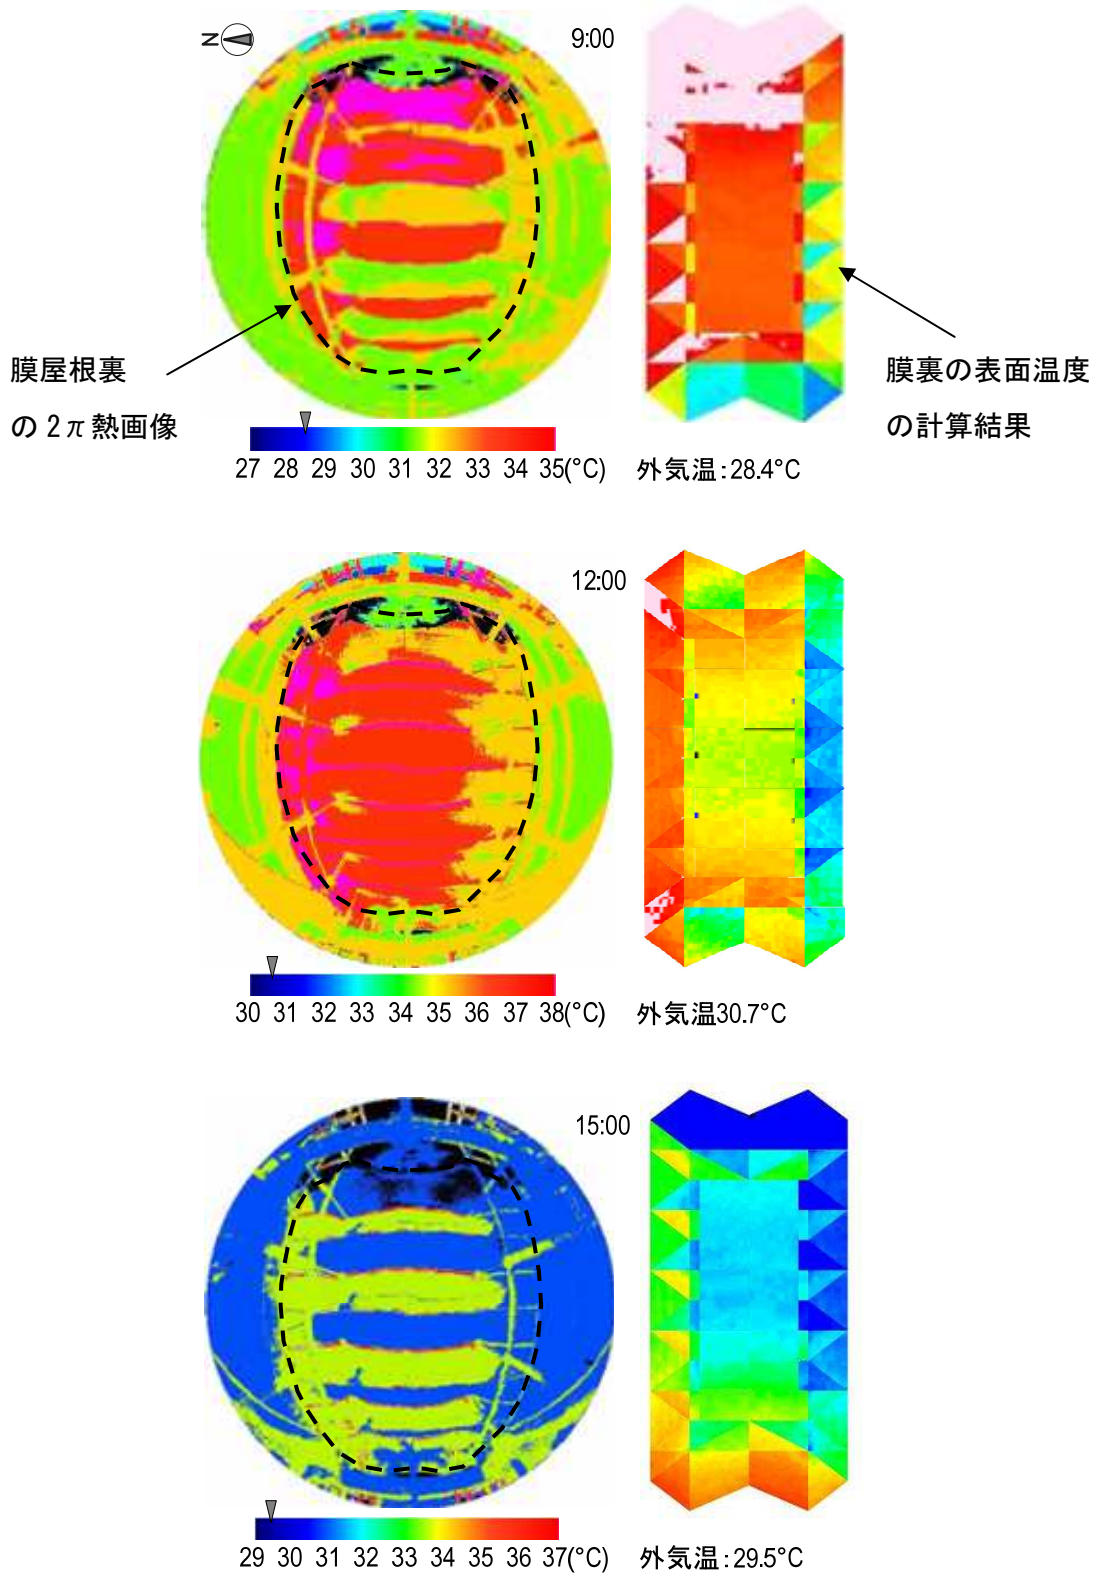 N
9:00
膜屋根裏
の 2π 熱画像
膜裏の表面温度
の計算結果
27 28 29 30 31 32 33 34 35(°C)
外気温:28.4°C
12:00
30 31 32 33 34 35 36 37 38(°C)
外気温30.7°C
15:00
29 30 31 32 33 34 35 36 37(°C)
外気温:29.5°C